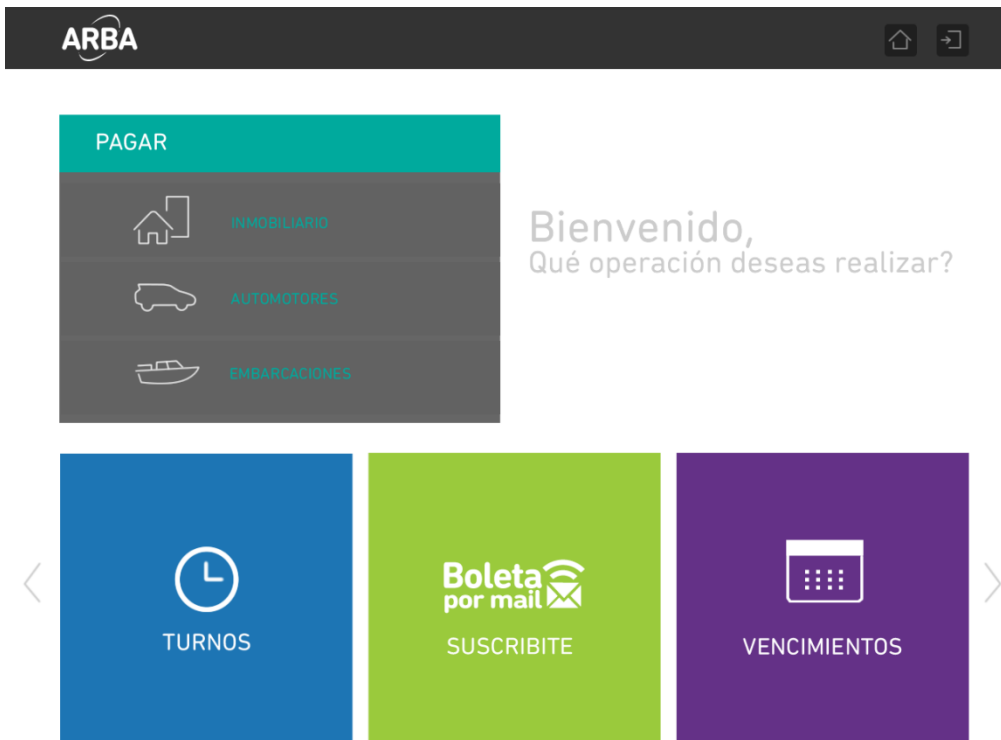 ARBA
PAGAR
INMOBILIARIO
AUTOMOTORES
EMBARCACIONES
Bienvenido,
Qué operación deseas realizar?
TURNOS
Boleta
por mail
SUSCRIBITE
VENCIMIENTOS